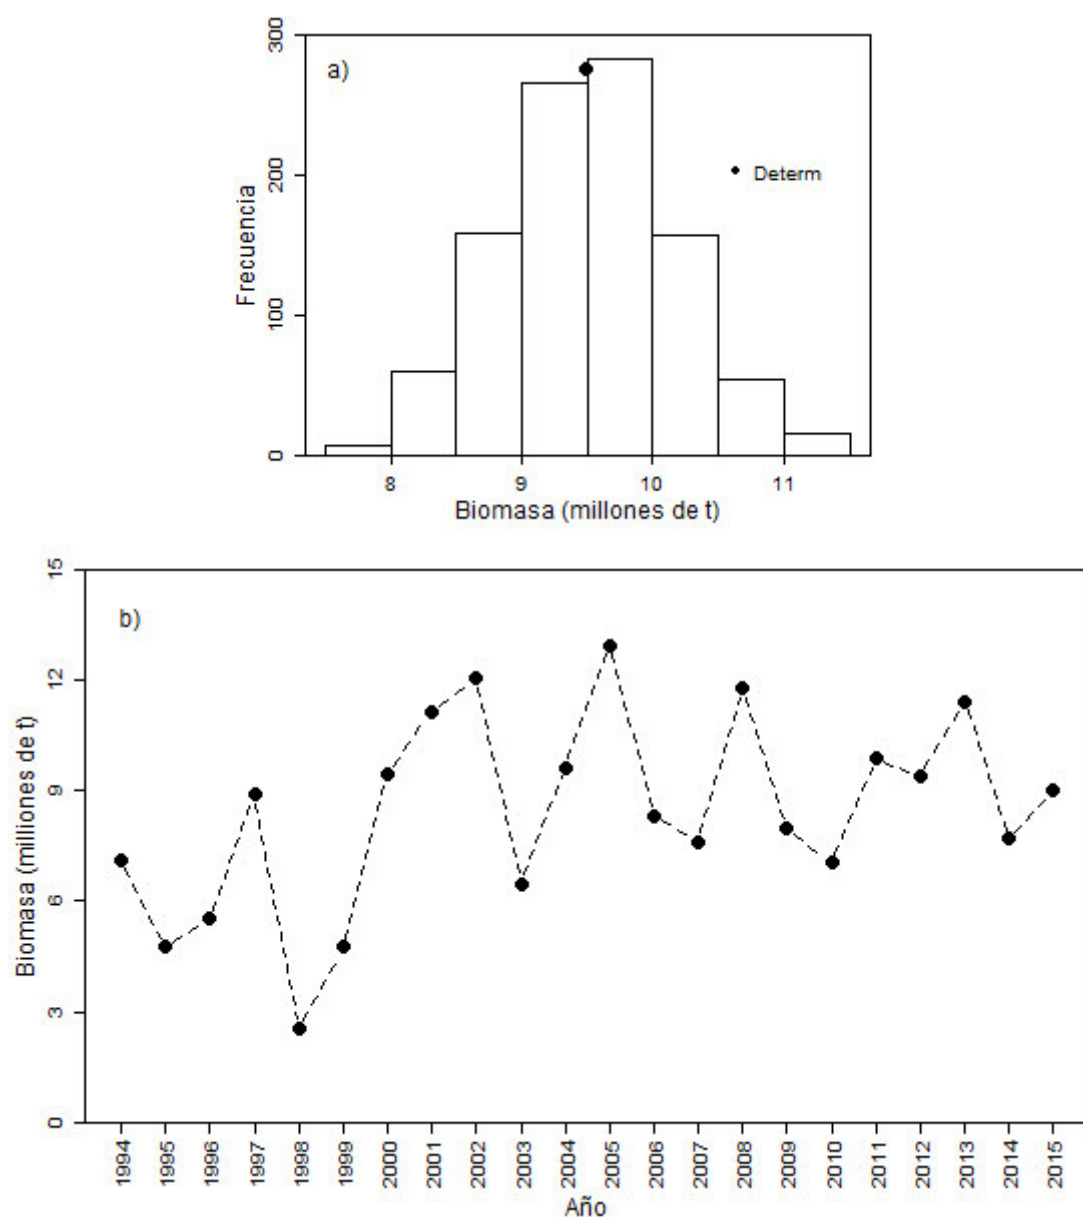 a)
300
200
100
0
Frecuencia
Determ
8 9 10 11
Biomasa (millones de t)
b)
15
12
9
6
3
0
Biomasa (milliones de t)
1994 1995 1996 1997 1998 1999 2000 2001 2002 2003 2004 2005 2006 2007 2008 2009 2010 2011 2012 2013 2014 2015
Año